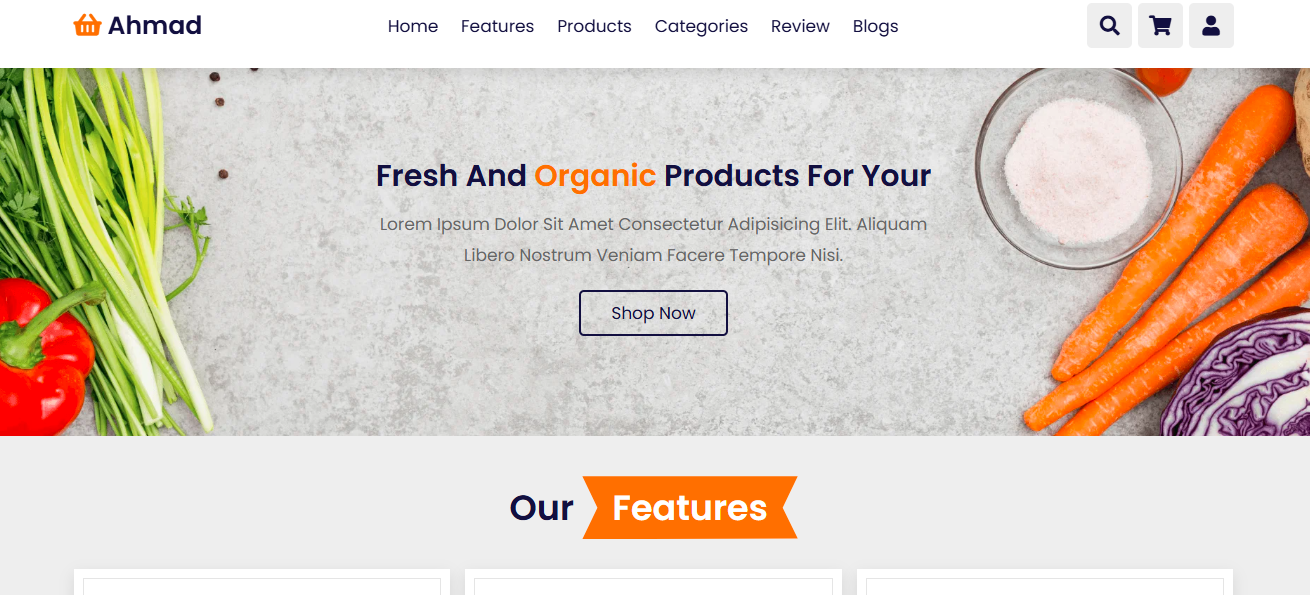 Ahmad
Home Features Products Categories Review Blogs
Fresh And Organic Products For Your
Lorem Ipsum Dolor Sit Amet Consectetur Adipisicing Elit. Aliquam
Libero Nostrum Veniam Facere Tempore Nisi.
Shop Now
Our Features